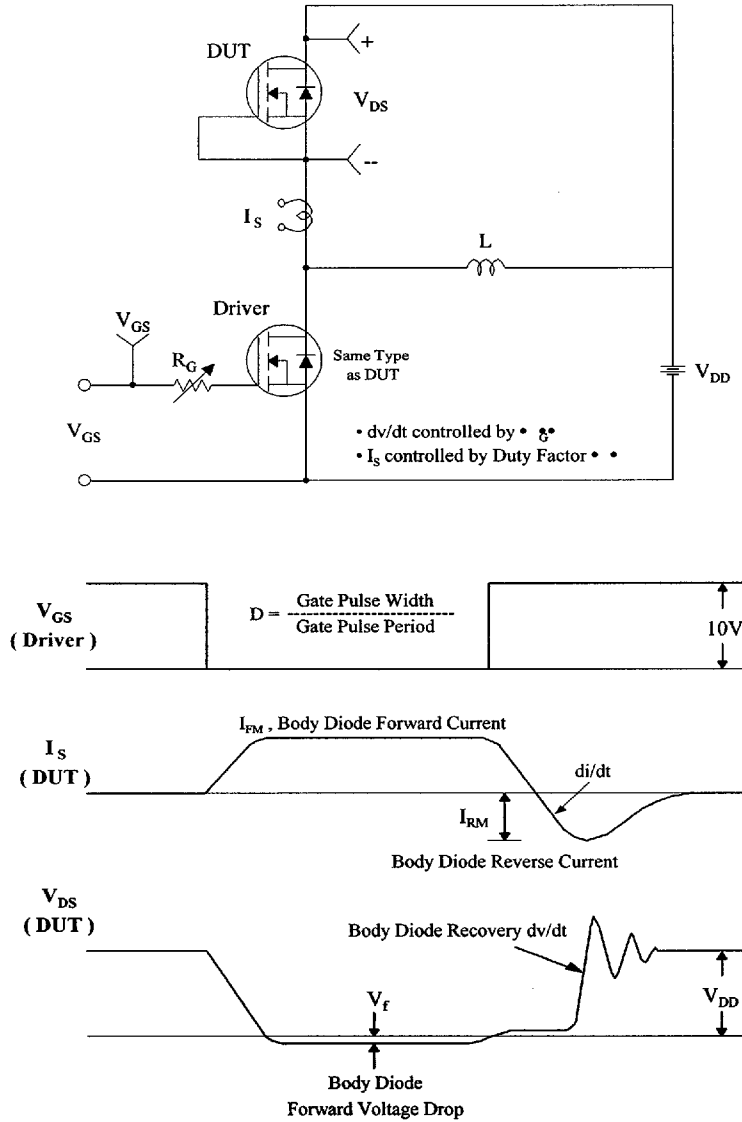 DUT
+
V_DS
--
I_S
L
Driver
V_GS
R_G
Same Type
as DUT
V_DD
V_GS
• dv/dt controlled by • G •
• I_S controlled by Duty Factor • •
V_GS
( Driver )
D = Gate Pulse Width
Gate Pulse Period
10V
I_FM , Body Diode Forward Current
I_S
( DUT )
di/dt
I_RM
Body Diode Reverse Current
V_DS
( DUT )
Body Diode Recovery dv/dt
V_f
V_DD
Body Diode
Forward Voltage Drop